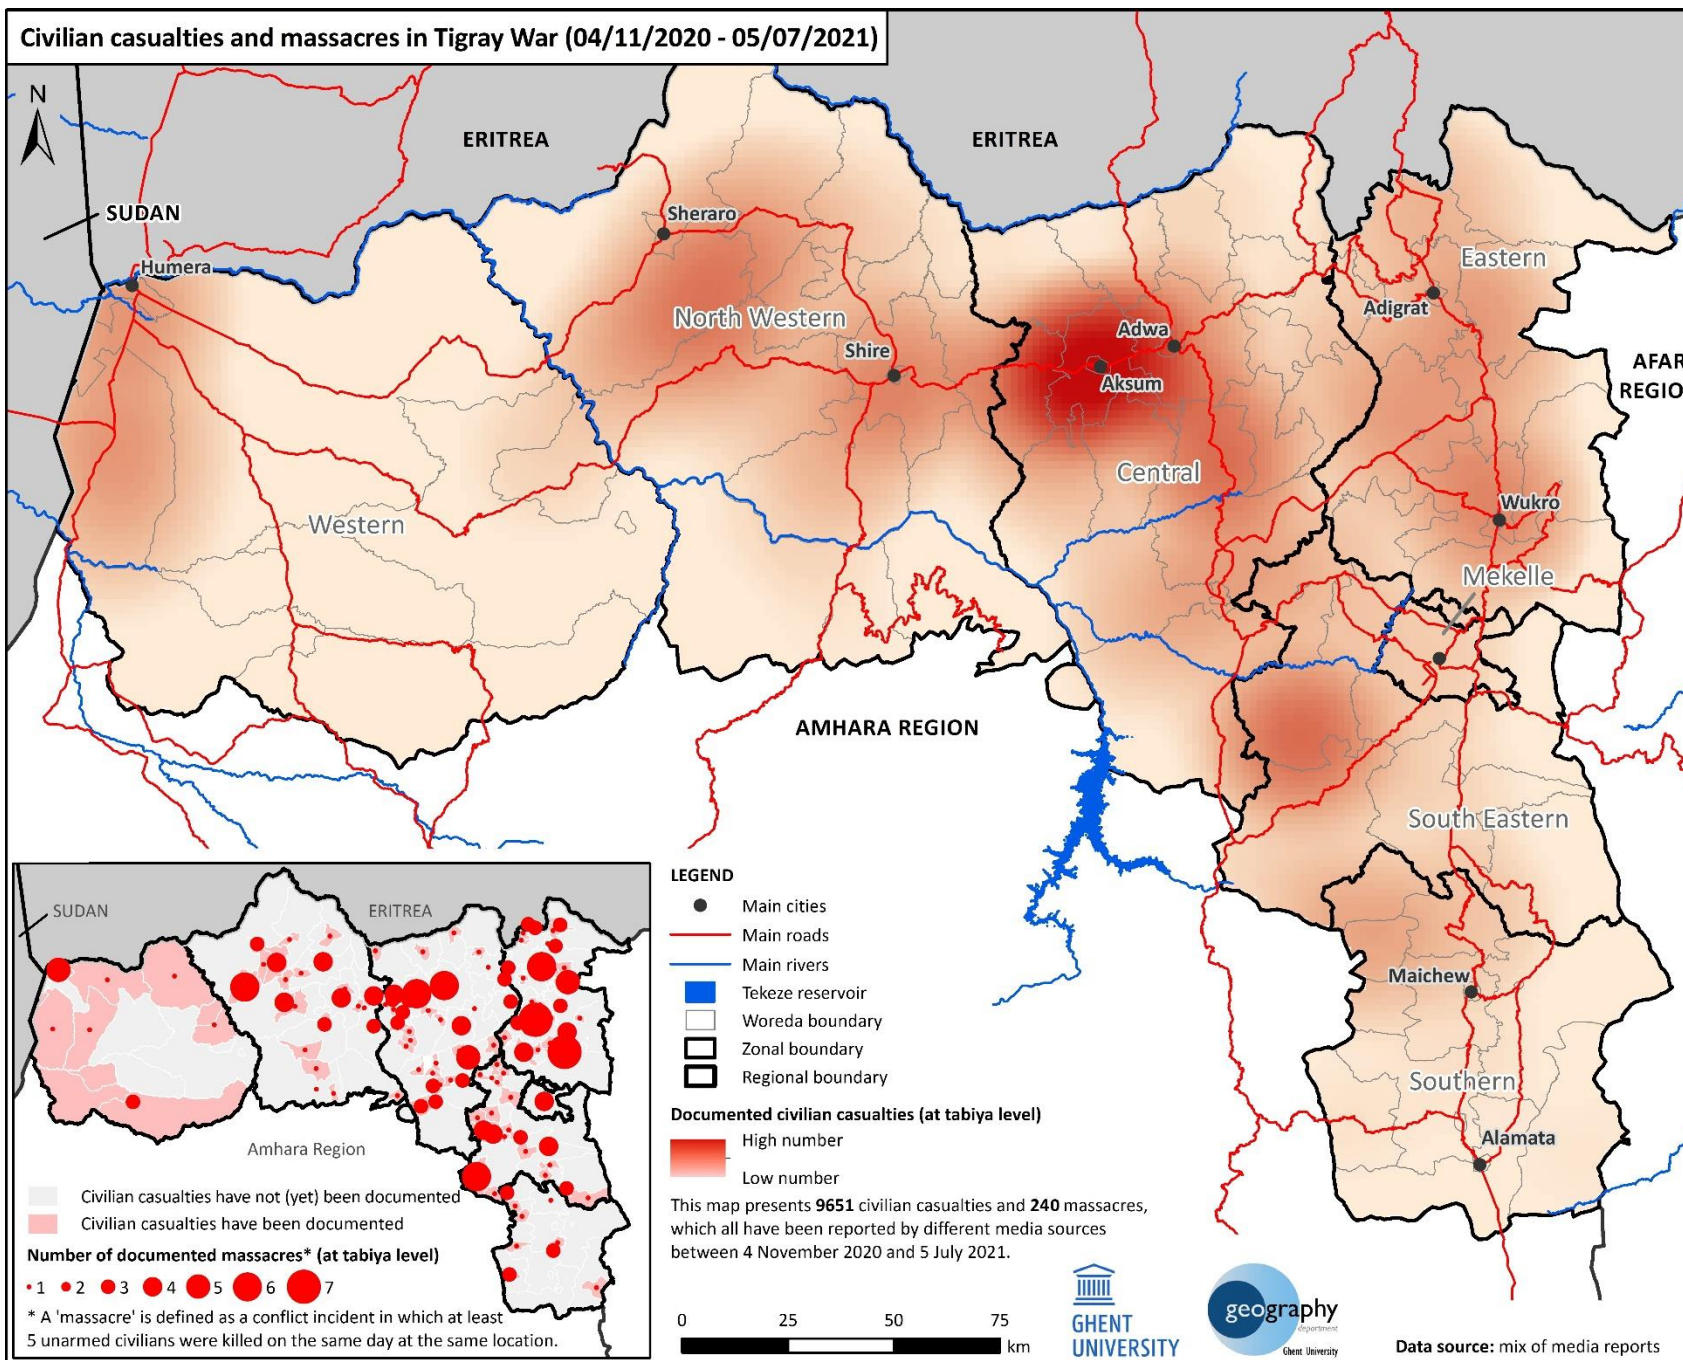 Civilian casualties and massacres in Tigray War (04/11/2020 - 05/07/2021)
N
ERITREA
ERITREA
SUDAN
Humera
Sheraro
North Western
Shire
Adwa
Aksum
Central
Eastern
Adigrat
AFAR
REGIO
Wukro
Mekelle
Western
AMHARA REGION
South Eastern
Maichew
Southern
Alamata
SUDAN
ERITREA
Amhara Region
Civilian casualties have not (yet) been documented
Civilian casualties have been documented
Number of documented massacres* (at tabiya level)
1 2 3 4 5 6 7
* A 'massacre' is defined as a conflict incident in which at least
5 unarmed civilians were killed on the same day at the same location.
LEGEND
Main cities
Main roads
Main rivers
Tekeze reservoir
Woreda boundary
Zonal boundary
Regional boundary
Documented civilian casualties (at tabiya level)
High number
Low number
This map presents 9651 civilian casualties and 240 massacres,
which all have been reported by different media sources
between 4 November 2020 and 5 July 2021.
0 25 50 75
km
GHENT
UNIVERSITY
geography
department
Ghent University
Data source: mix of media reports